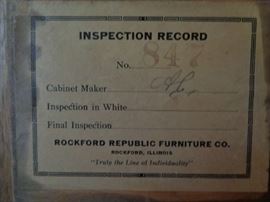 INSPECTION RECORD
No. 847
Cabinet Maker
Inspection in White
Final Inspection
ROCKFORD REPUBLIC FURNITURE CO.
ROCKFORD, ILLINOIS
"Truly the Line of Individuality"